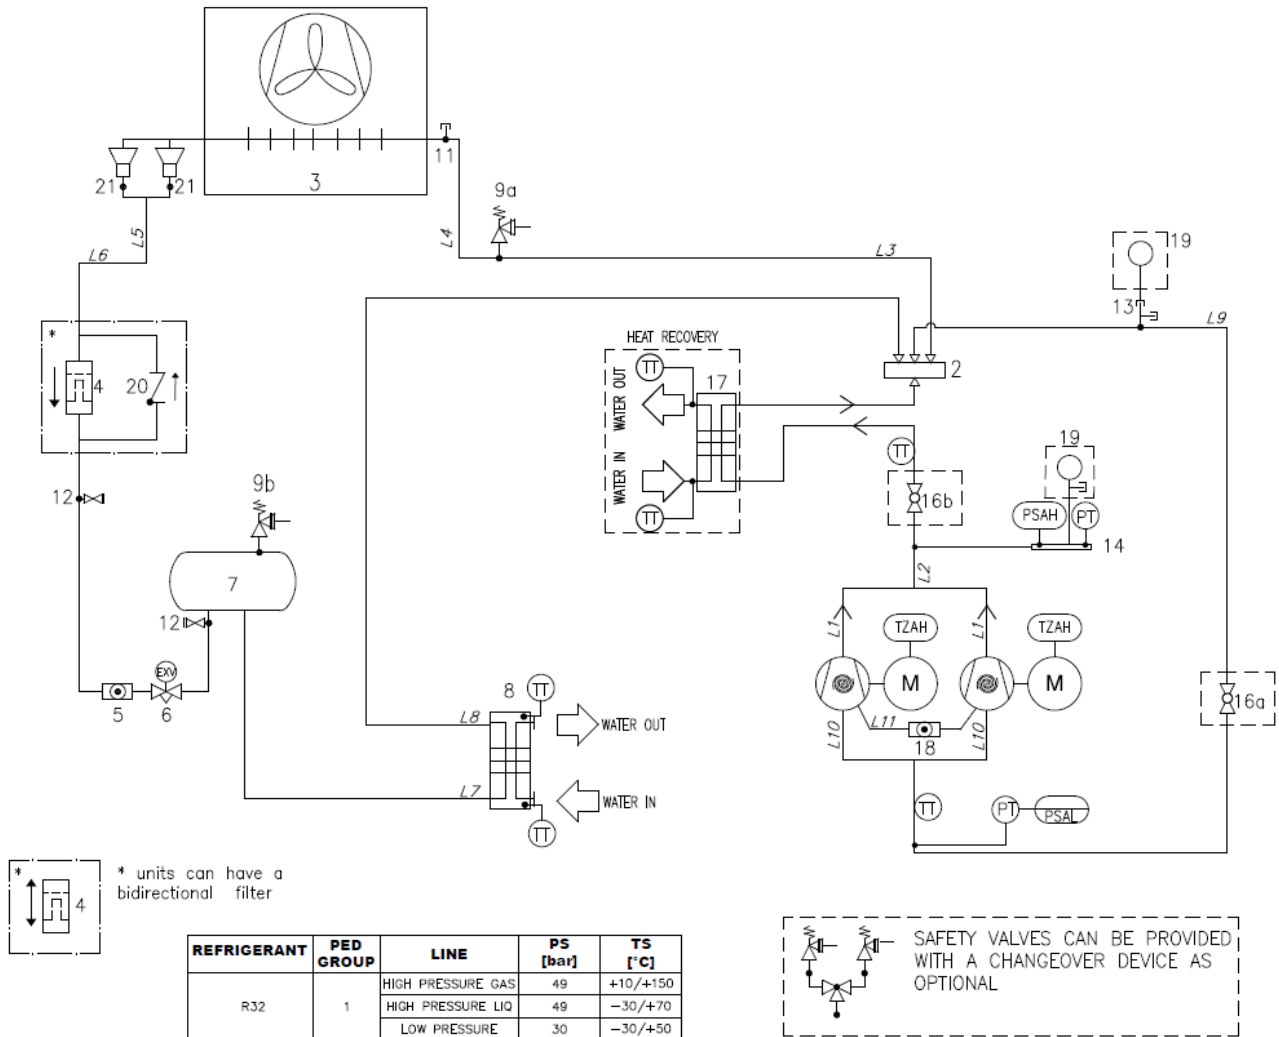 3
11
21
21
9a
L5
L4
L6
L3
19
13
L9
HEAT RECOVERY
TT
WATER OUT
17
2
*
4
20
WATER IN
TT
TT
19
16b
PSAH
PT
14
12
9b
7
12
L2
L1
L1
TZAH
TZAH
M
M
EXV
5
6
8
TT
L8
WATER OUT
L7
WATER IN
TT
L10
L11
18
L10
16a
TT
PT
PSAL
*
4
* units can have a
bidirectional filter
REFRIGERANT
PED
GROUP
LINE
PS
[bar]
TS
[°C]
R32
1
HIGH PRESSURE GAS 49 +10/+150
HIGH PRESSURE LIQ 49 -30/+70
LOW PRESSURE 30 -30/+50
SAFETY VALVES CAN BE PROVIDED
WITH A CHANGEOVER DEVICE AS
OPTIONAL